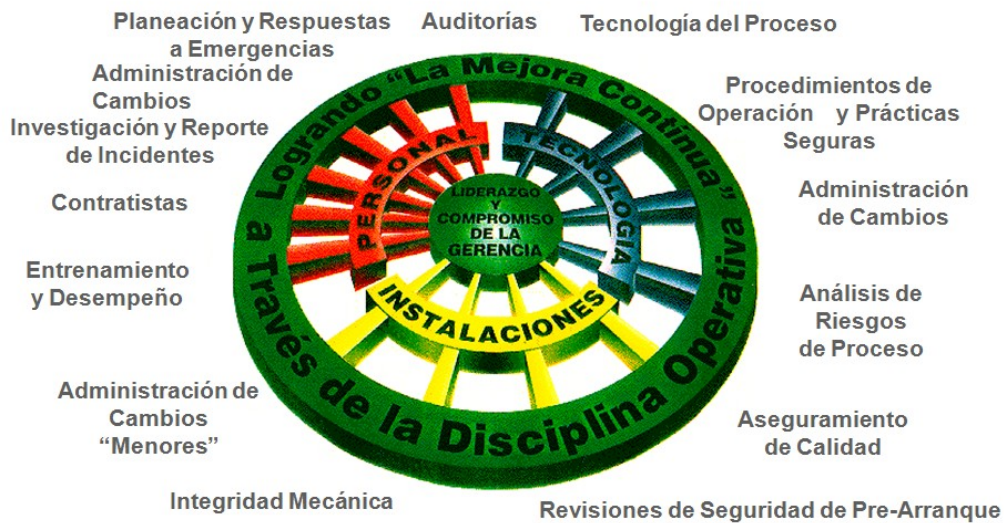 Planeación y Respuestas
a Emergencias
Auditorías
Tecnología del Proceso
Administración de
Cambios
Investigación y Reporte
de Incidentes
Contratistas
Entrenamiento
y Desempeño
Administración de
Cambios
“Menores”
Integridad Mecánica
Procedimientos de
Operación y Prácticas
Seguras
Administración
de Cambios
Análisis de
Riesgos
de Proceso
Aseguramiento
de Calidad
Revisiones de Seguridad de Pre-Arranque
Logrando “La Mejora Continua”
a Través de la Disciplina Operativa
PERSONAL
TECNOLOGIA
INSTALACIONES
LIDERAZGO
Y
COMPROMISO
DE LA
GERENCIA